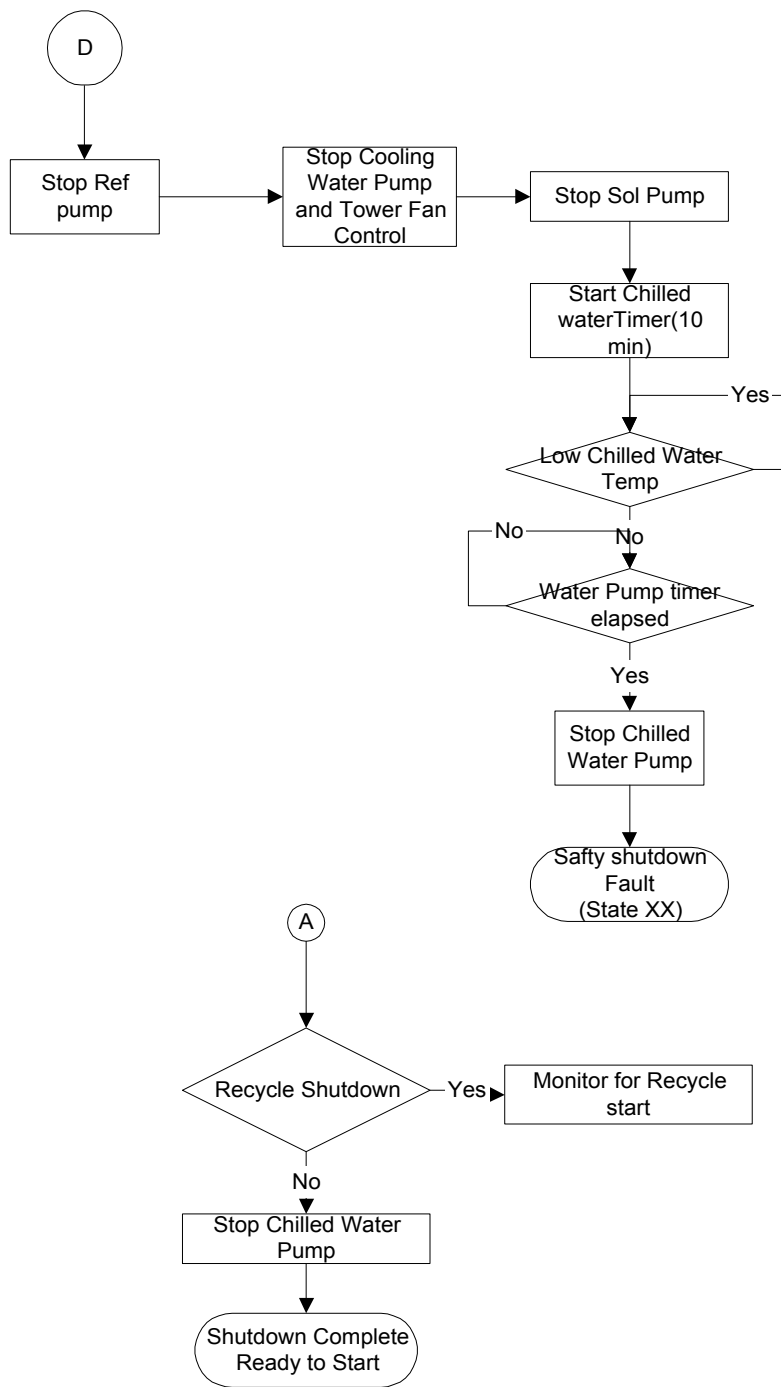 D
Stop Ref
pump
Stop Cooling
Water Pump
and Tower Fan
Control
Stop Sol Pump
Start Chilled
waterTimer(10
min)
Yes
Low Chilled Water
Temp
No
No
Water Pump timer
elapsed
Yes
Stop Chilled
Water Pump
Safty shutdown
Fault
(State XX)
A
Recycle Shutdown
Yes
Monitor for Recycle
start
No
Stop Chilled Water
Pump
Shutdown Complete
Ready to Start